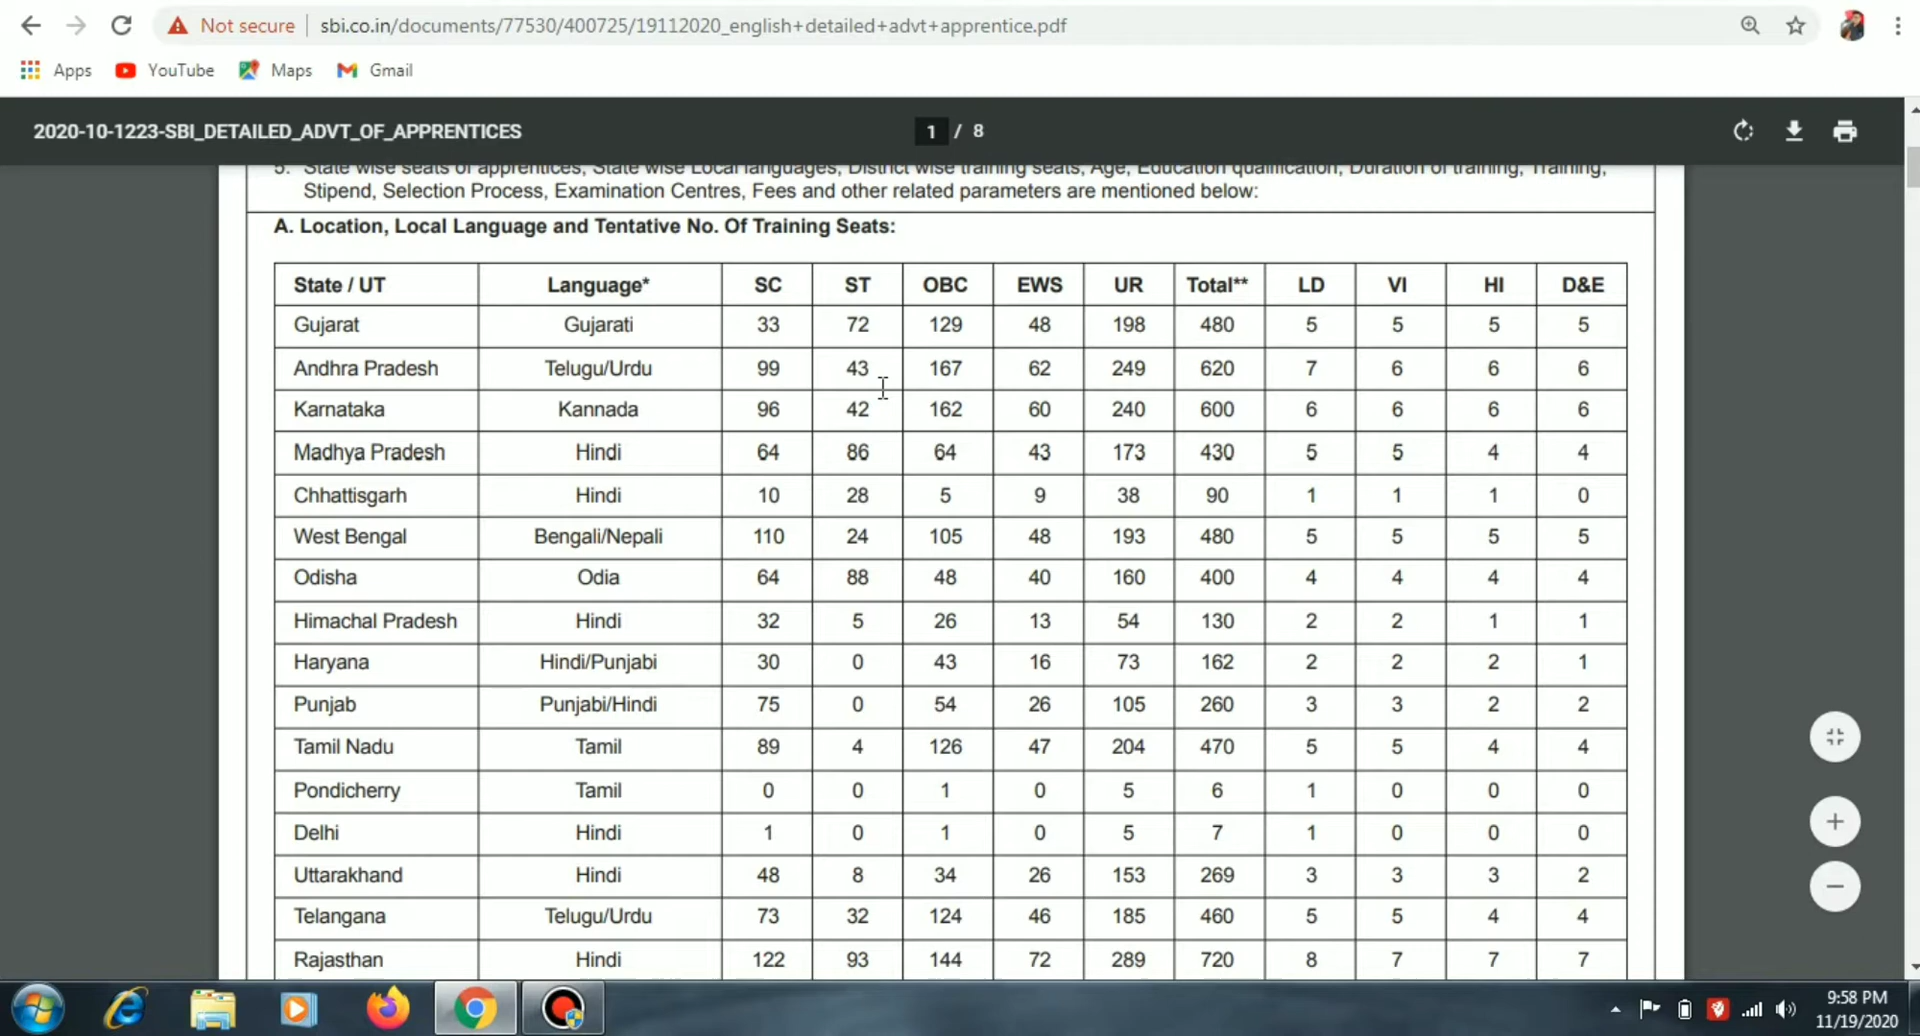 Not secure sbi.co.in/documents/77530/400725/19112020_english+detailed+advt+apprentice.pdf
Apps YouTube Maps Gmail
2020-10-1223-SBI_DETAILED_ADVT_OF_APPRENTICES 1 / 8
5. State wise seats of apprentices, State wise Local languages, District wise training seats, Age, Education qualification, Duration of training, Training,
Stipend, Selection Process, Examination Centres, Fees and other related parameters are mentioned below:
A. Location, Local Language and Tentative No. Of Training Seats:
State / UT Language* SC ST OBC EWS UR Total** LD VI HI D&E
Gujarat Gujarati 33 72 129 48 198 480 5 5 5 5
Andhra Pradesh Telugu/Urdu 99 43 167 62 249 620 7 6 6 6
Karnataka Kannada 96 42 162 60 240 600 6 6 6 6
Madhya Pradesh Hindi 64 86 64 43 173 430 5 5 4 4
Chhattisgarh Hindi 10 28 5 9 38 90 1 1 1 0
West Bengal Bengali/Nepali 110 24 105 48 193 480 5 5 5 5
Odisha Odia 64 88 48 40 160 400 4 4 4 4
Himachal Pradesh Hindi 32 5 26 13 54 130 2 2 1 1
Haryana Hindi/Punjabi 30 0 43 16 73 162 2 2 2 1
Punjab Punjabi/Hindi 75 0 54 26 105 260 3 3 2 2
Tamil Nadu Tamil 89 4 126 47 204 470 5 5 4 4
Pondicherry Tamil 0 0 1 0 5 6 1 0 0 0
Delhi Hindi 1 0 1 0 5 7 1 0 0 0
Uttarakhand Hindi 48 8 34 26 153 269 3 3 3 2
Telangana Telugu/Urdu 73 32 124 46 185 460 5 5 4 4
Rajasthan Hindi 122 93 144 72 289 720 8 7 7 7
9:58 PM
11/19/2020